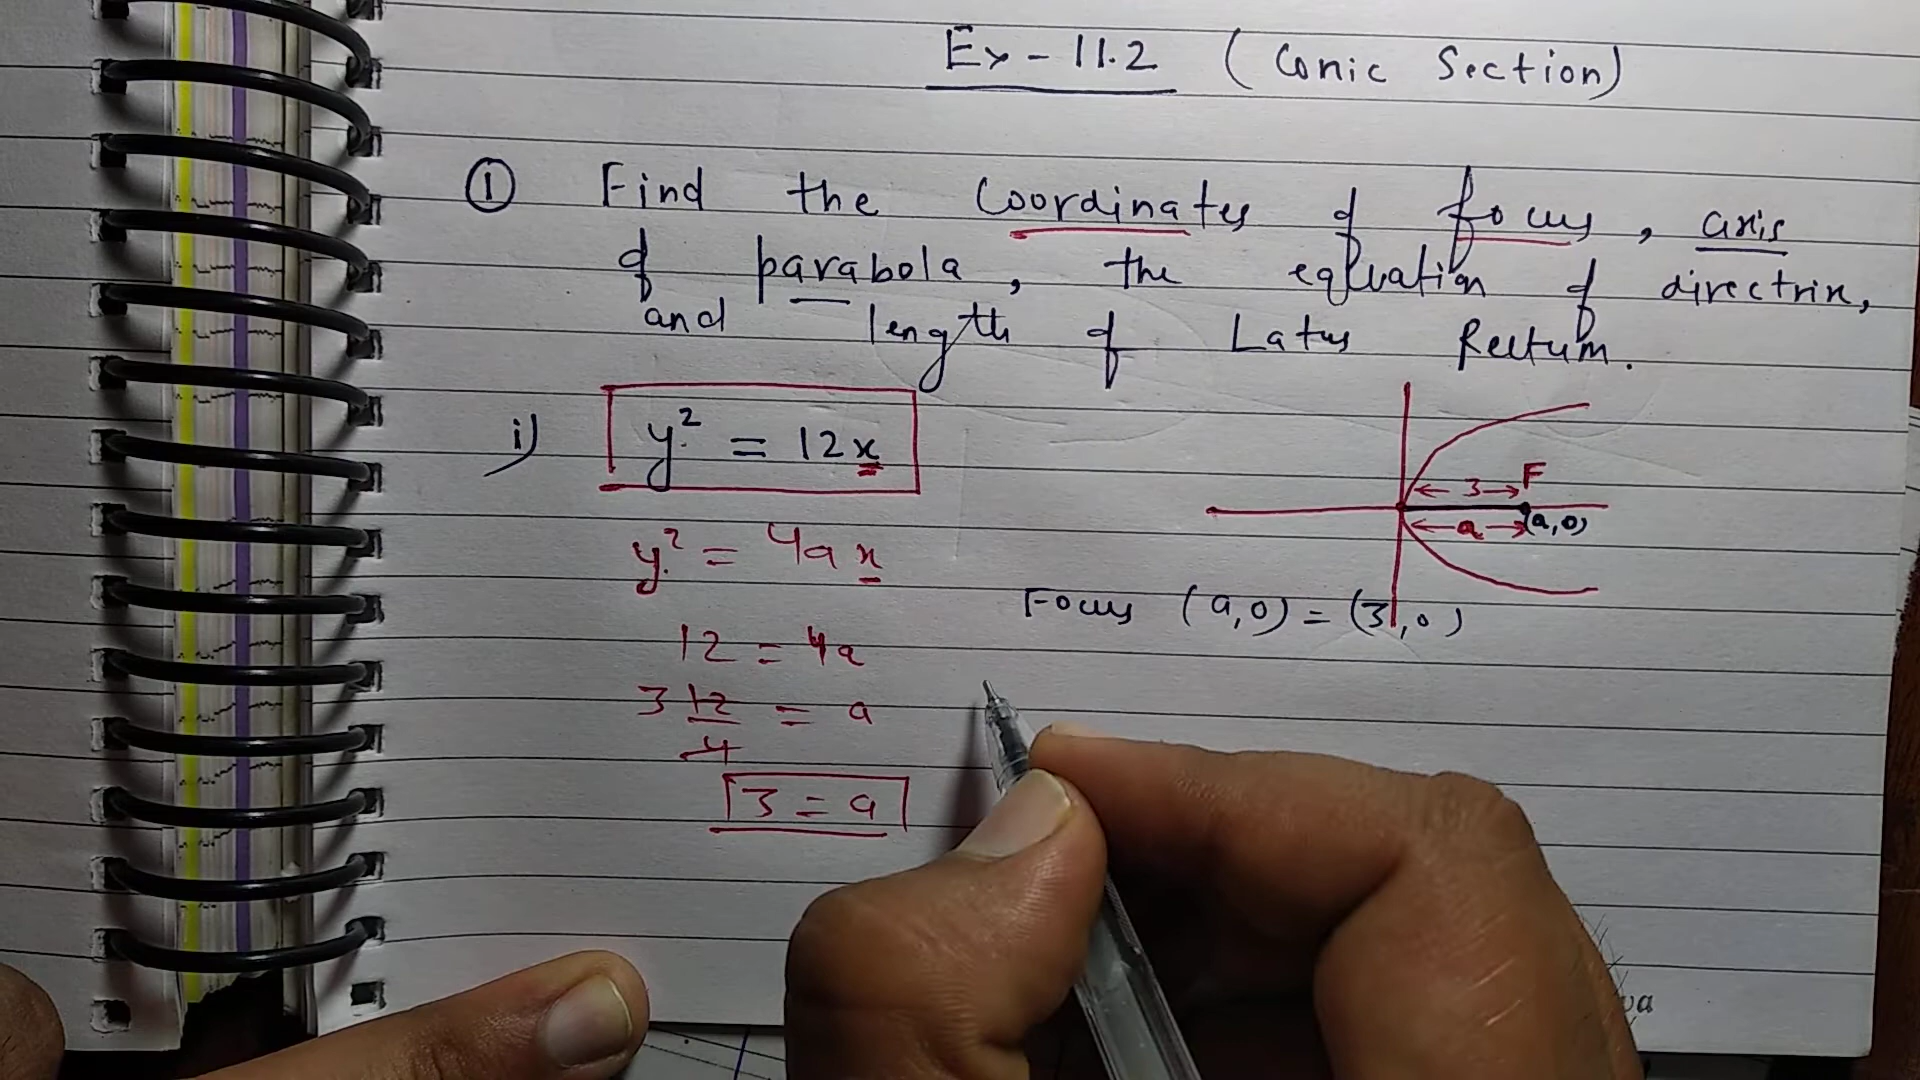 Ex - 11.2 (Conic Section)
① Find the Coordinates of focus, axis
of parabola, the equation of directrix,
and length of Latus Rectum.
i) y² = 12x
y² = 4ax
12 = 4a
3 12/4 = a
3 = a
F
3
a
(a,0)
Focus (a,0) = (3,0)